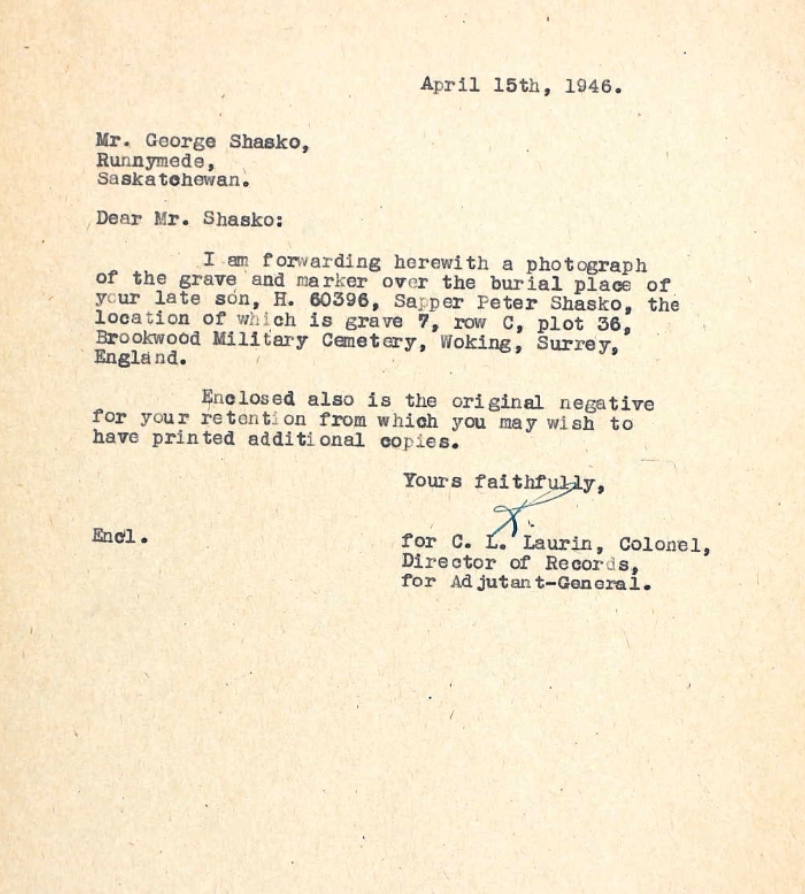 April 15th, 1946.
Mr. George Shasko,
Runnymede,
Saskatchewan.
Dear Mr. Shasko:
I am forwarding herewith a photograph
of the grave and marker over the burial place of
your late son, H. 60396, Sapper Peter Shasko, the
location of which is grave 7, row C, plot 36,
Brookwood Military Cemetery, Woking, Surrey,
England.
Enclosed also is the original negative
for your retention from which you may wish to
have printed additional copies.
Yours faithfully,
Encl.
for C. L. Laurin, Colonel,
Director of Records,
for Adjutant-General.